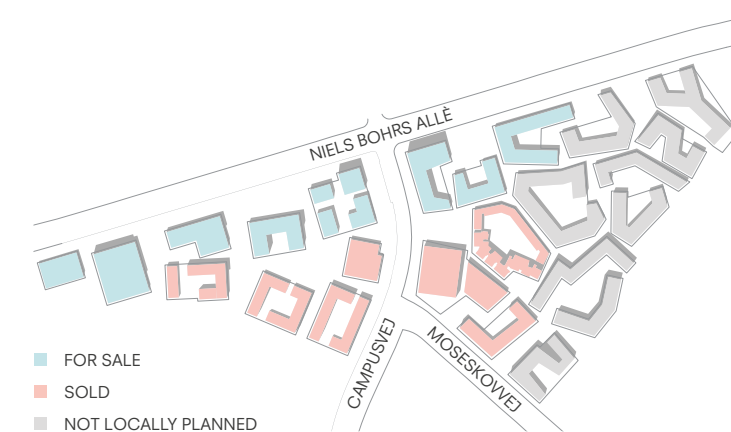 NIELS BOHRS ALLÈ
CAMPUSVEJ
MOSESKOVVEJ
FOR SALE
SOLD
NOT LOCALLY PLANNED